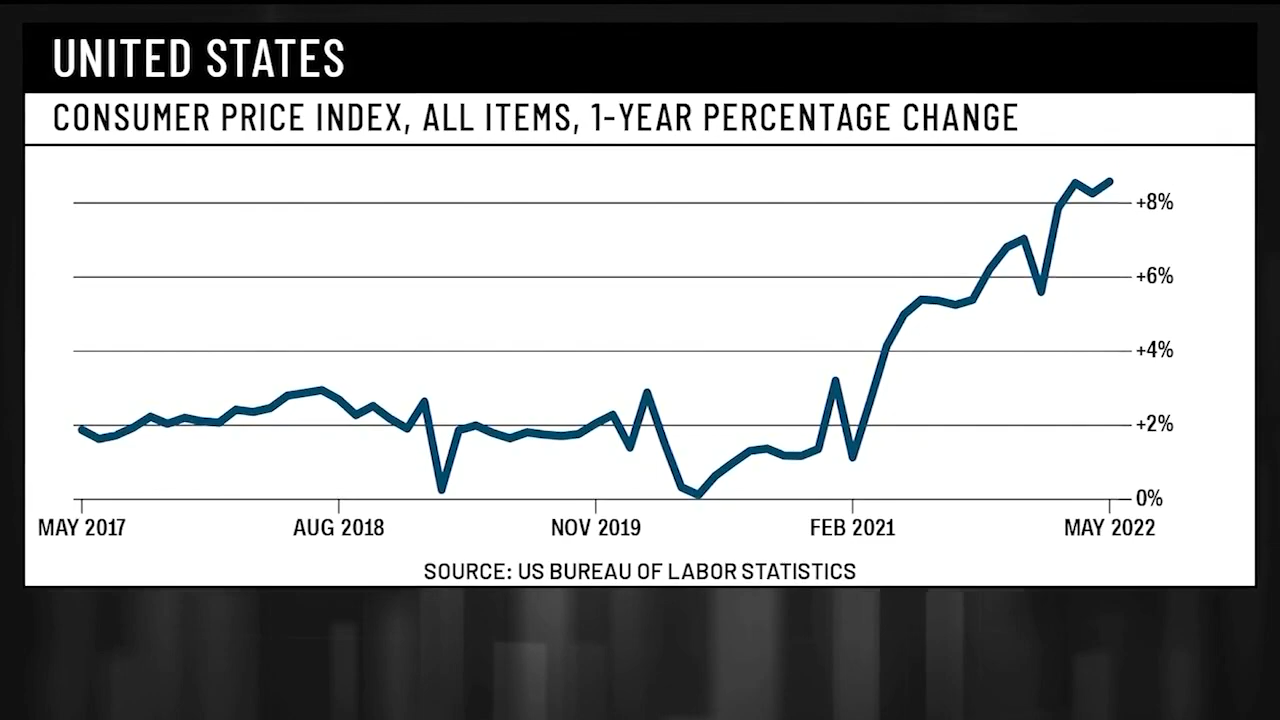 UNITED STATES
CONSUMER PRICE INDEX, ALL ITEMS, 1-YEAR PERCENTAGE CHANGE
+8%
+6%
+4%
+2%
0%
MAY 2017
AUG 2018
NOV 2019
FEB 2021
MAY 2022
SOURCE: US BUREAU OF LABOR STATISTICS